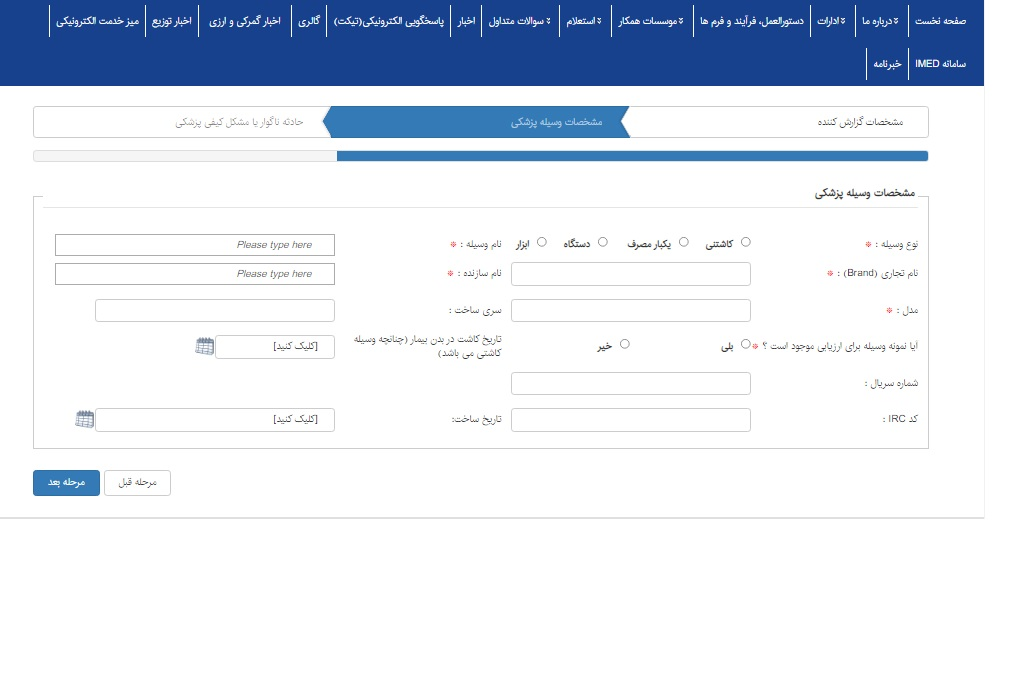 صفحه نخست
درباره ما
ادارات
دستورالعمل، فرآیند و فرم ها
موسسات همکار
استعلام
سوالات متداول
اخبار
پاسخگویی الکترونیکی(تیکت)
گالری
اخبار گمرکی و ارزی
اخبار توزیع
میز خدمت الکترونیکی
سامانه IMED
خبرنامه
مشخصات گزارش کننده
مشخصات وسیله پزشکی
حادثه ناگوار یا مشکل کیفی پزشکی
مشخصات وسیله پزشکی
نوع وسیله : * کاشتنی یکبار مصرف دستگاه ابزار
نام وسیله : * Please type here
نام تجاری (Brand) : *
نام سازنده : * Please type here
مدل : *
سری ساخت :
آیا نمونه وسیله برای ارزیابی موجود است ؟ * بلی خیر
تاریخ کاشت در بدن بیمار (چنانچه وسیله
کاشتی می باشد)
[کلیک کنید]
شماره سریال :
کد IRC :
تاریخ ساخت: [کلیک کنید]
مرحله قبل
مرحله بعد